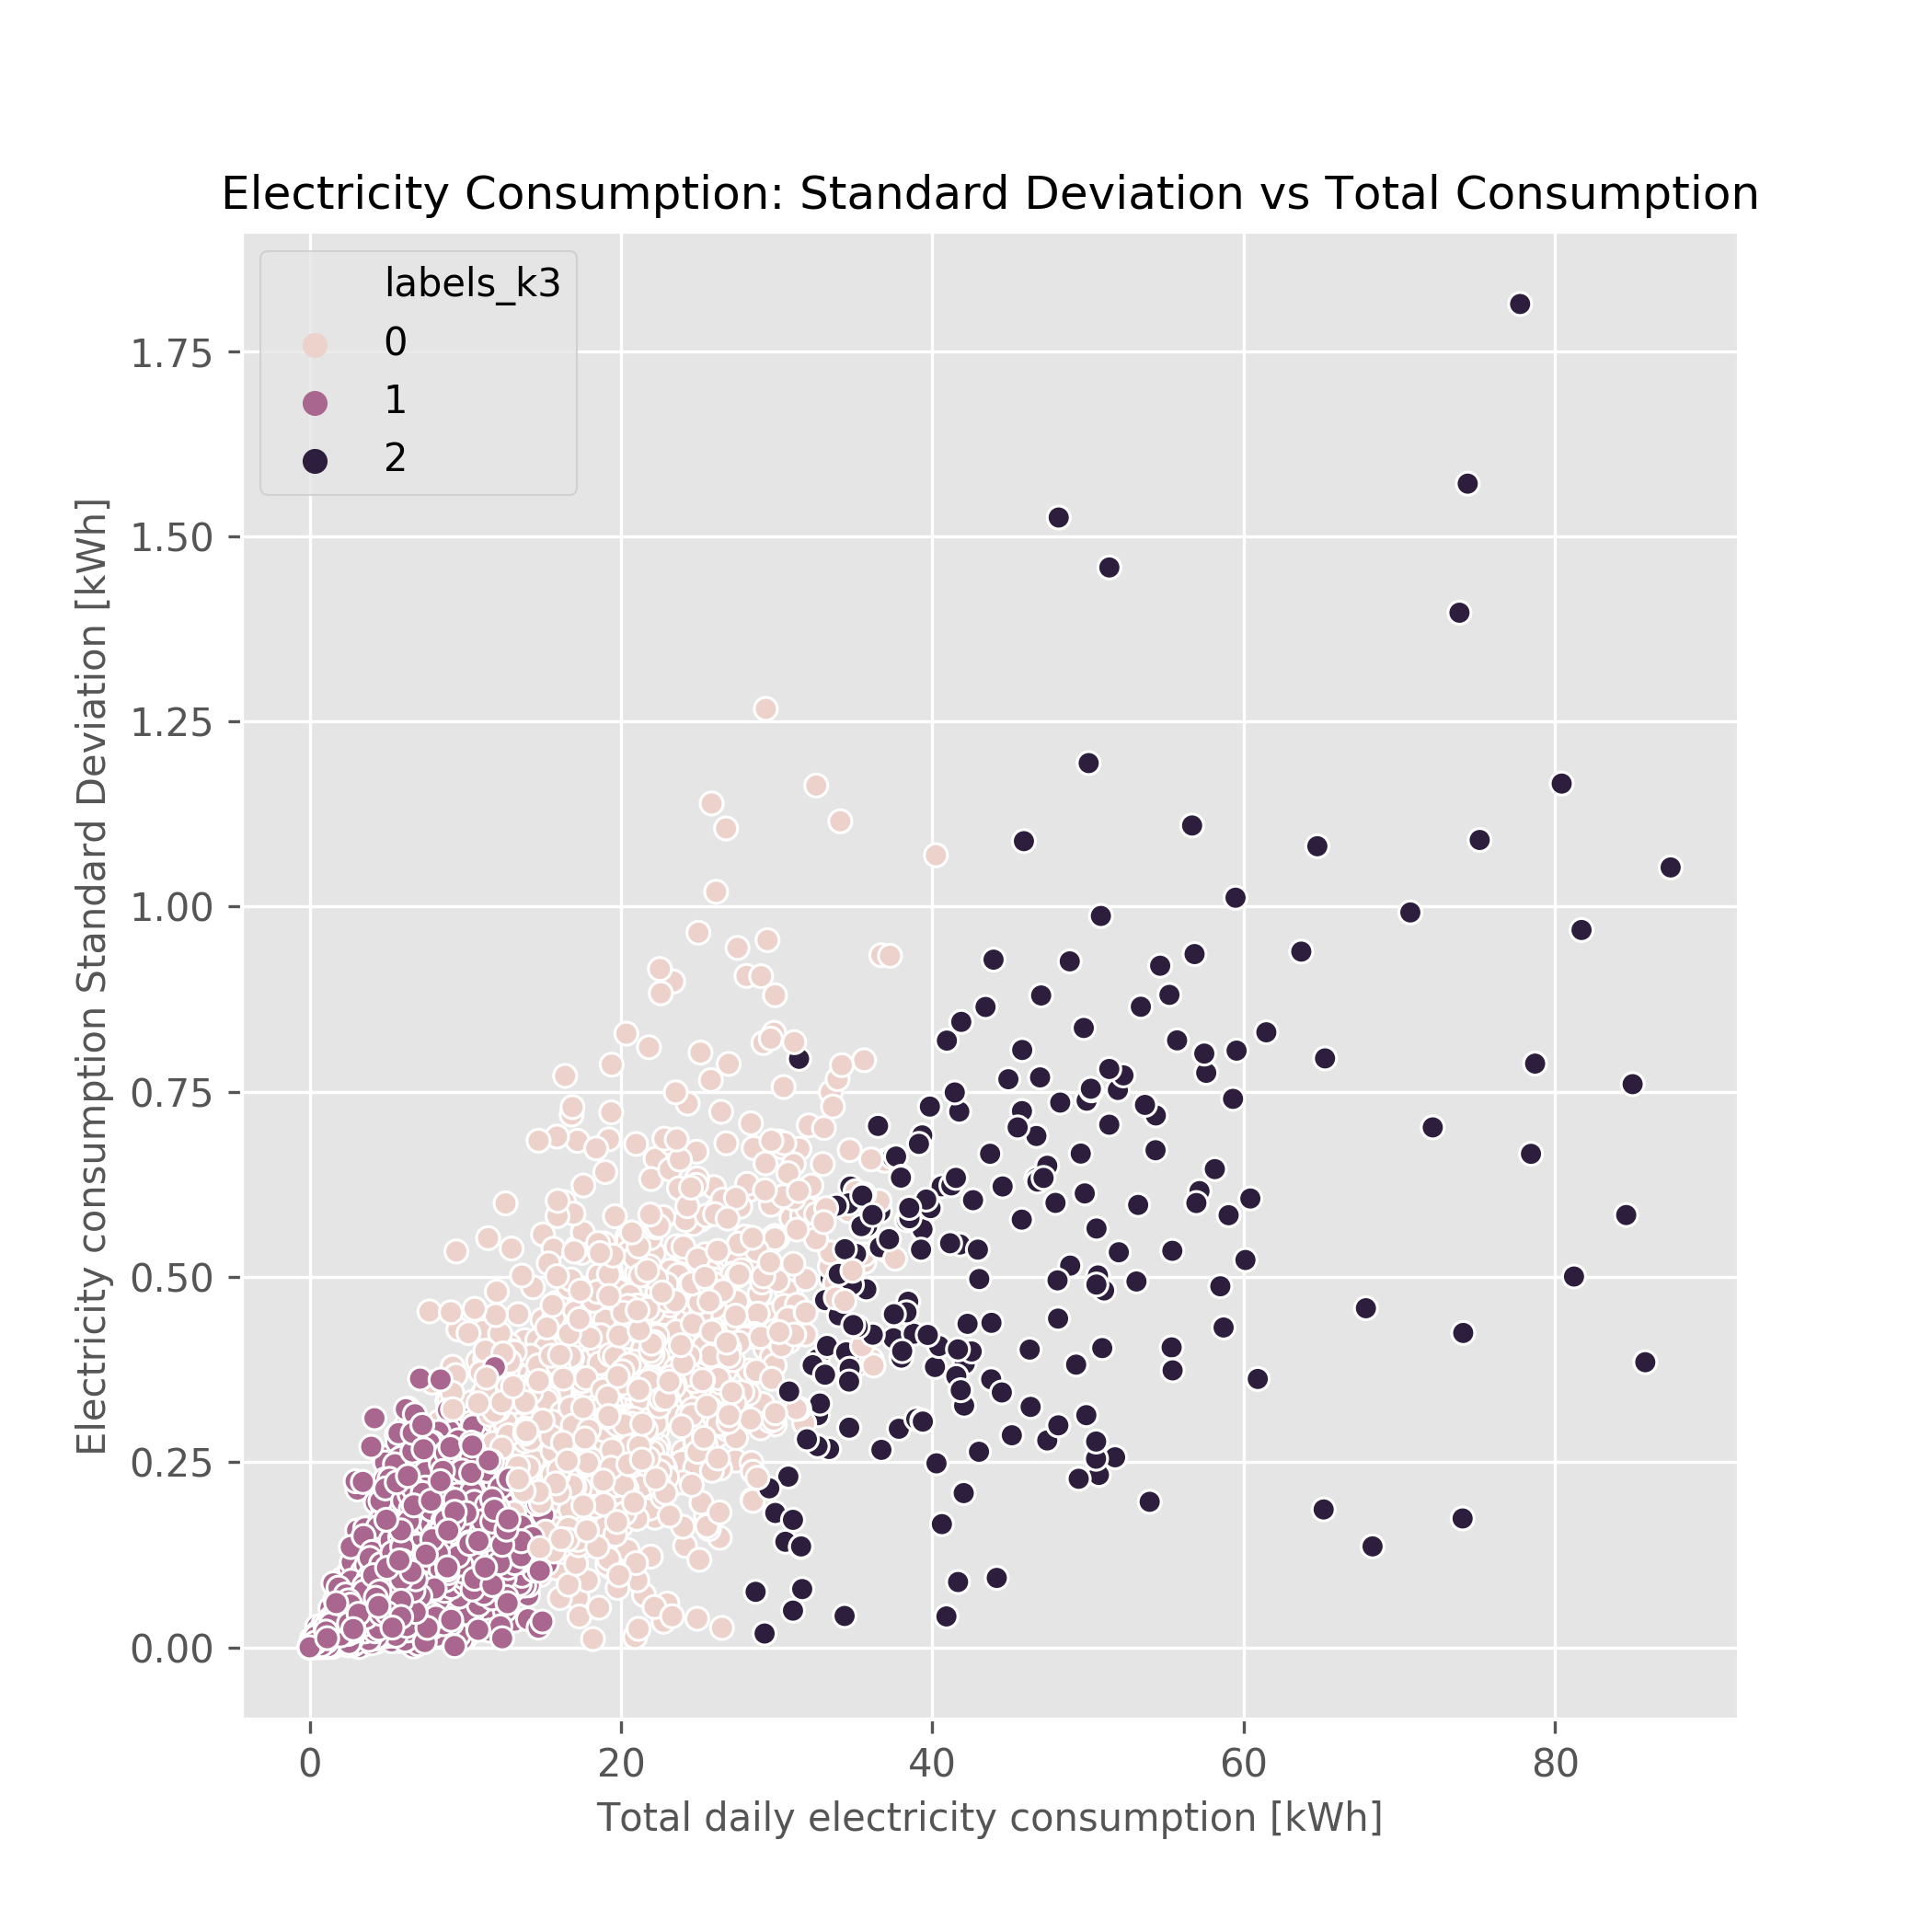 Electricity Consumption: Standard Deviation vs Total Consumption
labels_k3
0
1
2
Electricity consumption Standard Deviation [kWh]
1.75
1.50
1.25
1.00
0.75
0.50
0.25
0.00
0 20 40 60 80
Total daily electricity consumption [kWh]